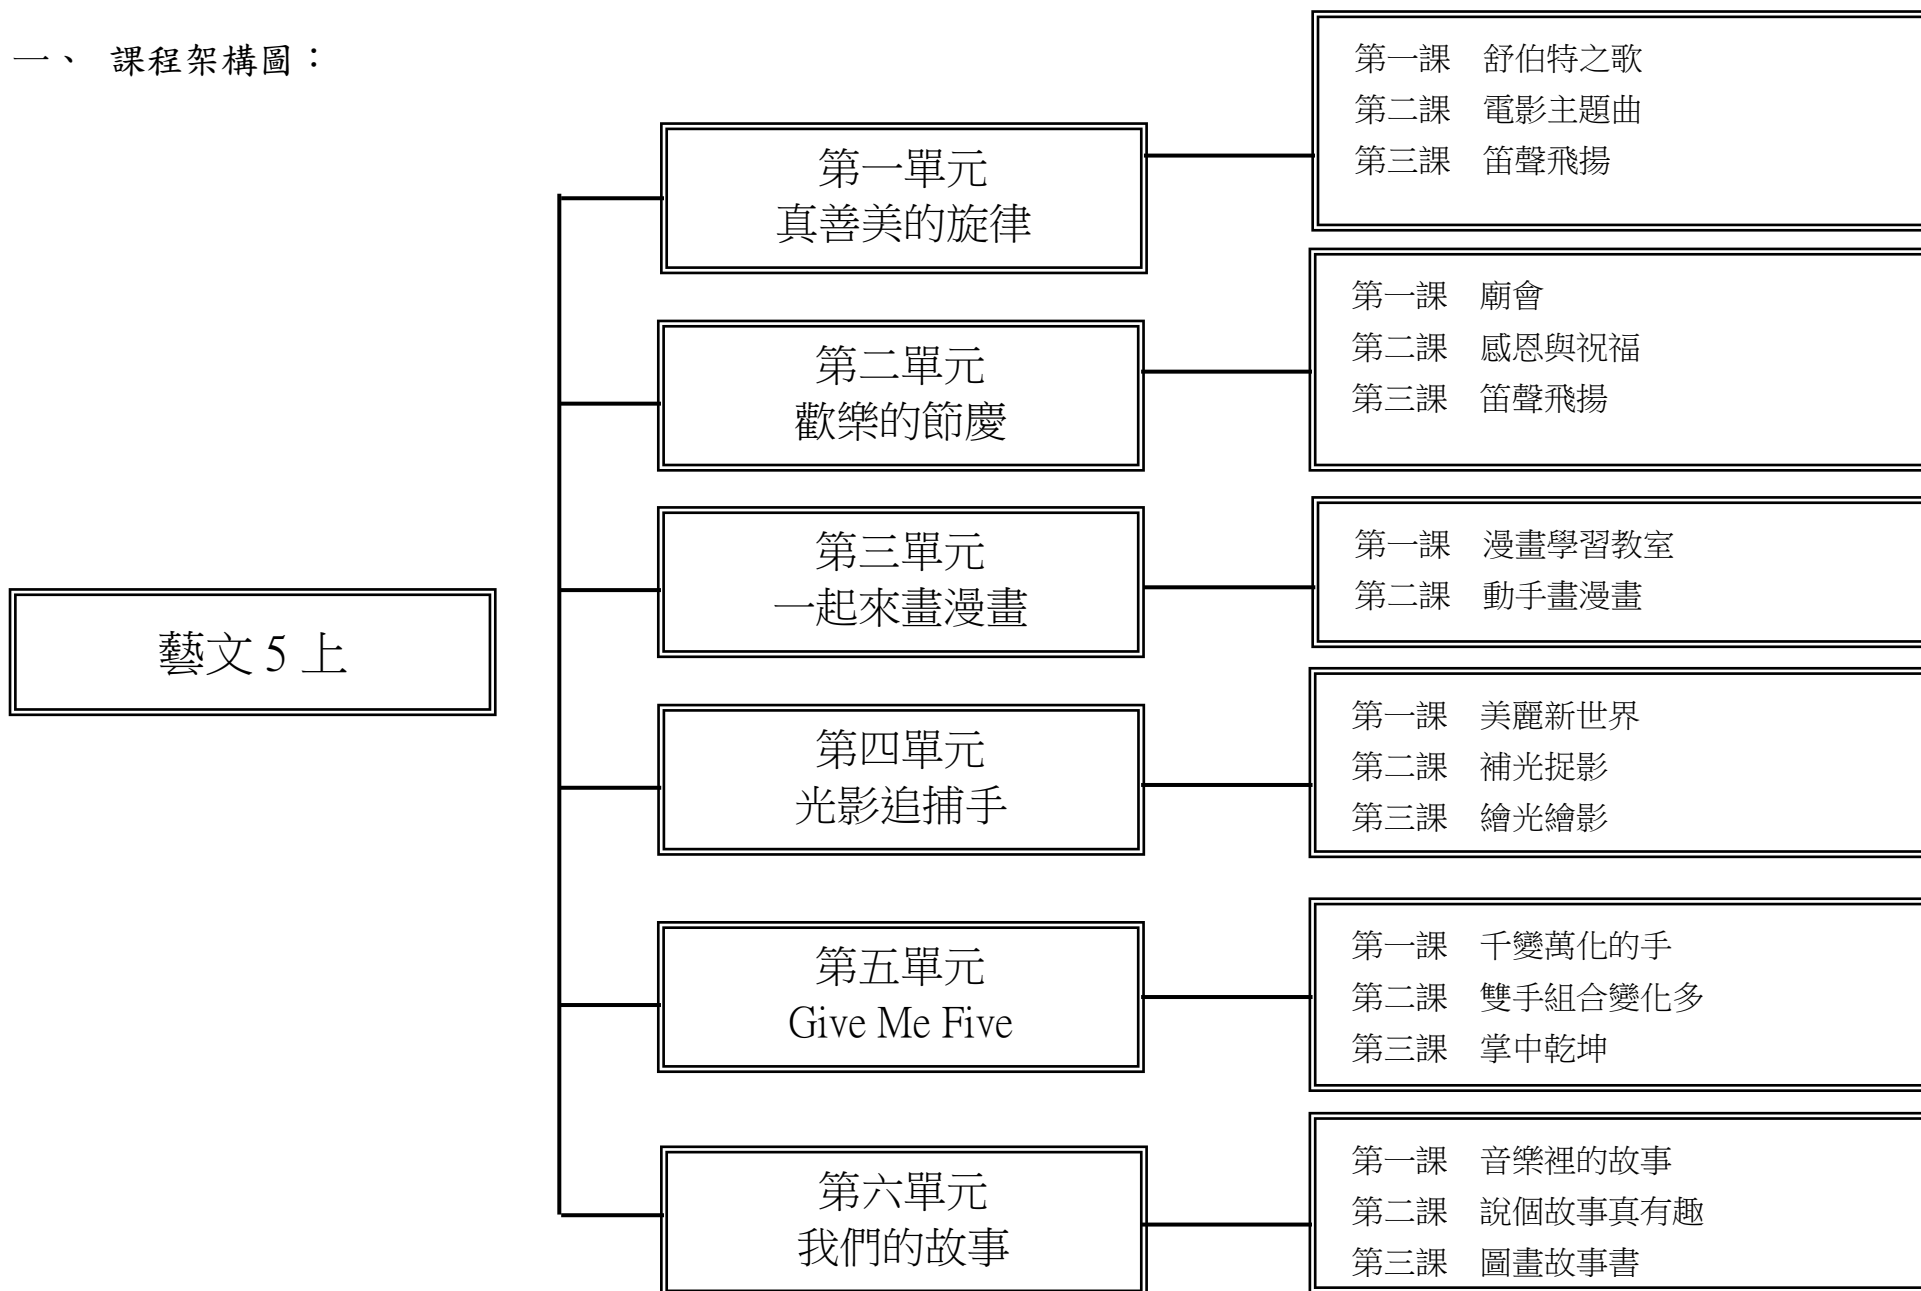 一、 課程架構圖：
藝文 5 上
第一單元
真善美的旋律
第一課 舒伯特之歌
第二課 電影主題曲
第三課 笛聲飛揚
第二單元
歡樂的節慶
第一課 廟會
第二課 感恩與祝福
第三課 笛聲飛揚
第三單元
一起來畫漫畫
第一課 漫畫學習教室
第二課 動手畫漫畫
第四單元
光影追捕手
第一課 美麗新世界
第二課 補光捉影
第三課 繪光繪影
第五單元
Give Me Five
第一課 千變萬化的手
第二課 雙手組合變化多
第三課 掌中乾坤
第六單元
我們的故事
第一課 音樂裡的故事
第二課 說個故事真有趣
第三課 圖畫故事書